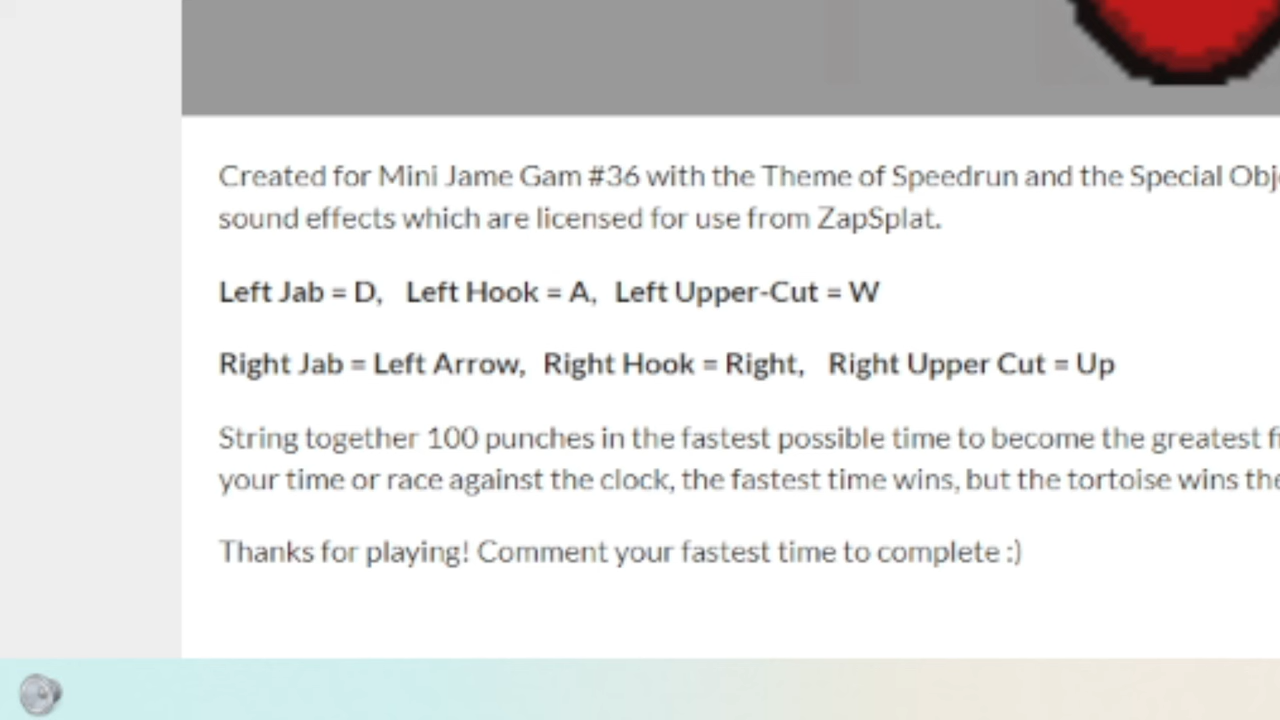 Created for Mini Jame Gam #36 with the Theme of Speedrun and the Special
sound effects which are licensed for use from ZapSplat.
Left Jab = D, Left Hook = A, Left Upper-Cut = W
Right Jab = Left Arrow, Right Hook = Right, Right Upper Cut = Up
String together 100 punches in the fastest possible time to become the greatest
your time or race against the clock, the fastest time wins, but the tortoise wins the
Thanks for playing! Comment your fastest time to complete :)